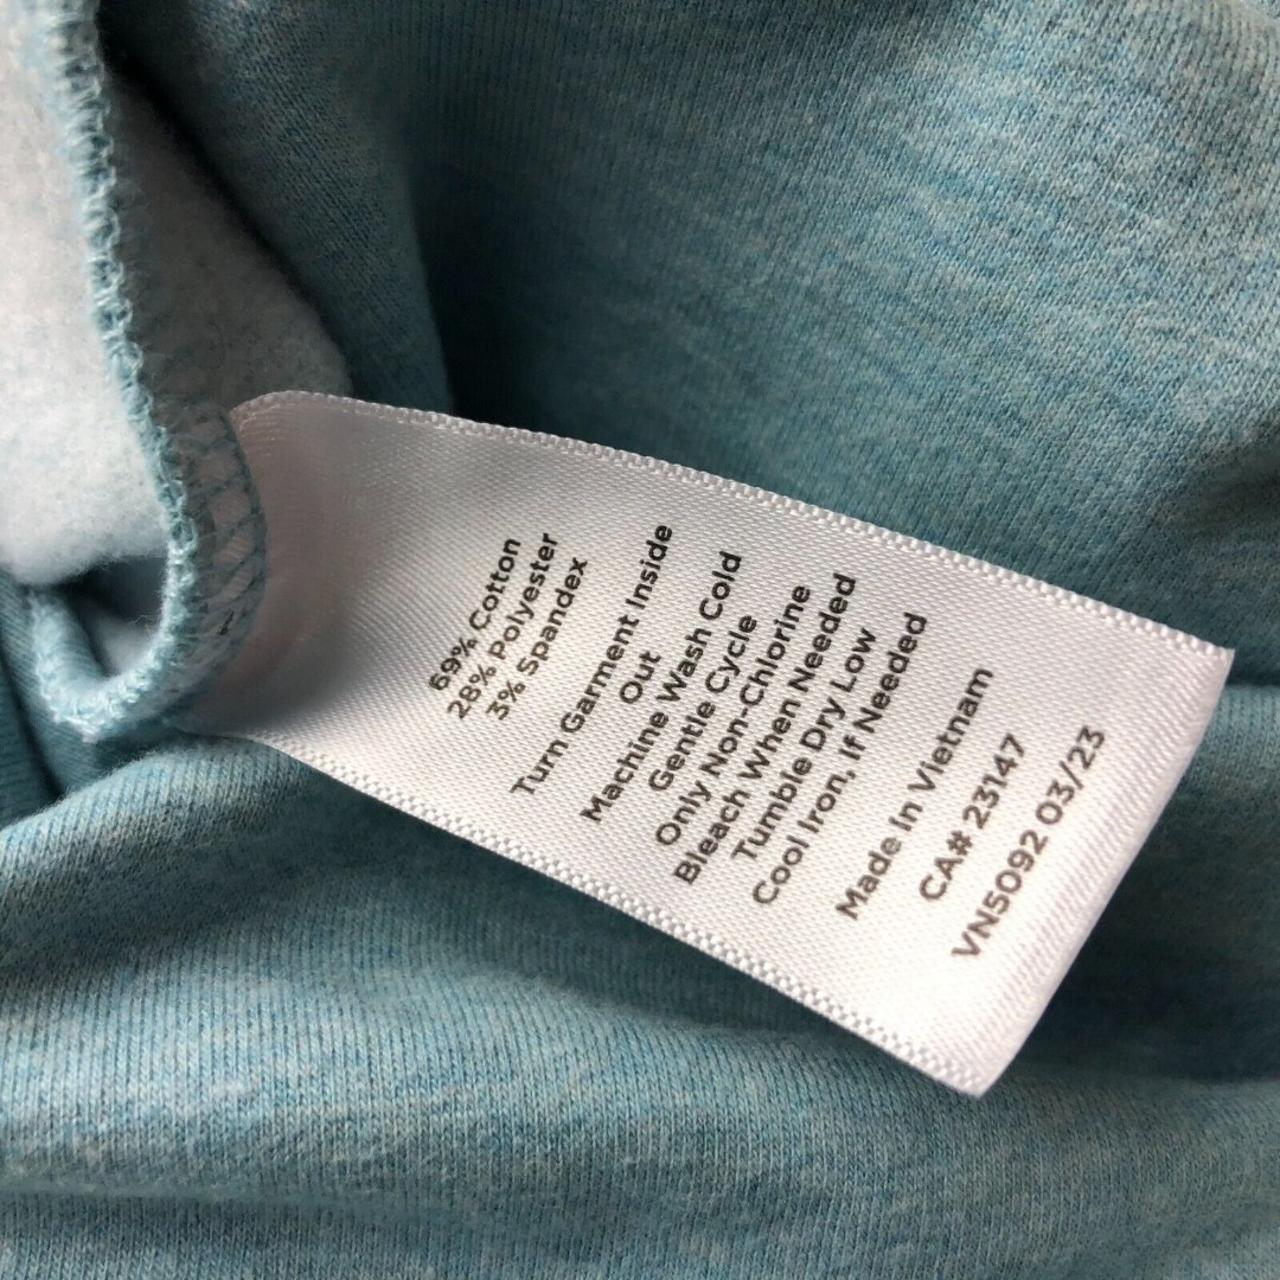 69% Cotton
28% Polyester
3% Spandex
Turn Garment Inside
Out
Machine Wash Cold
Gentle Cycle
Only Non-Chlorine
Bleach When Needed
Tumble Dry Low
Cool Iron, If Needed
Made In Vietnam
CA# 23147
VN5092 03/23